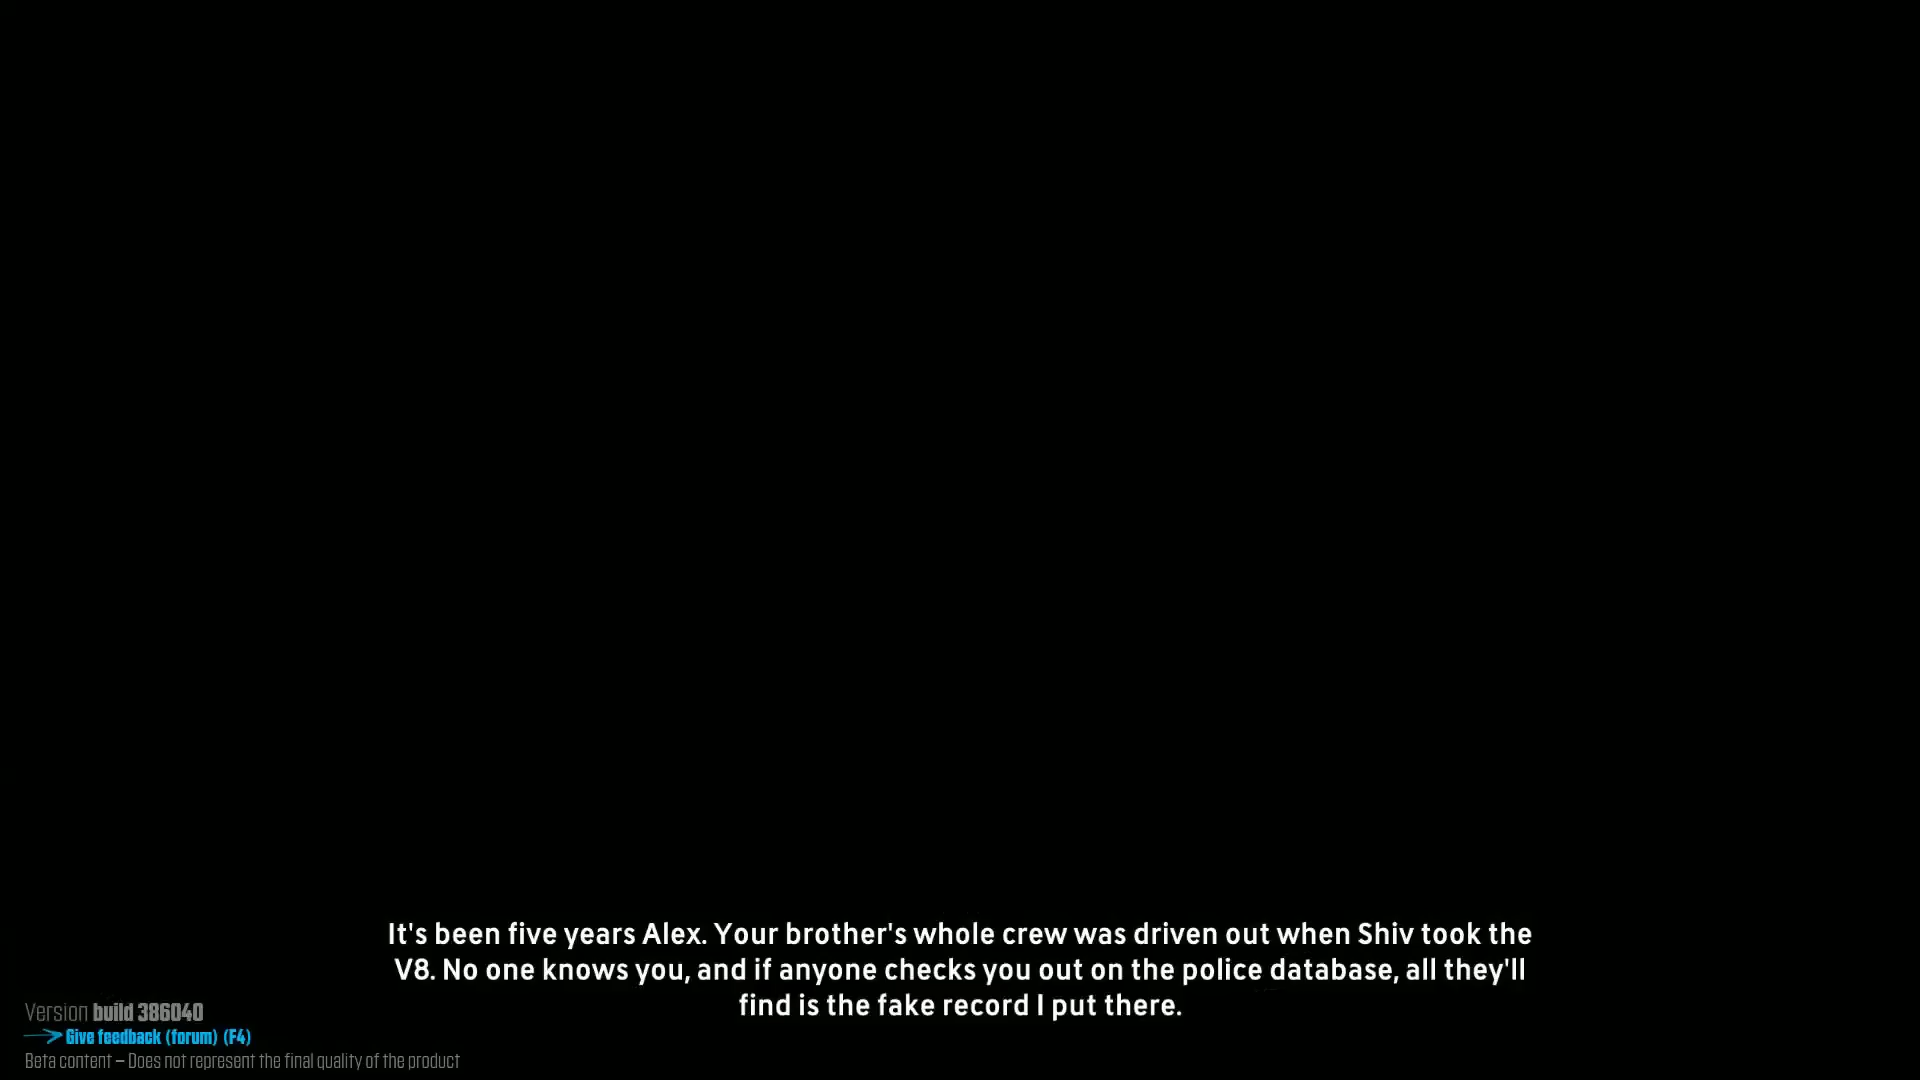 It's been five years Alex. Your brother's whole crew was driven out when Shiv took the
V8. No one knows you, and if anyone checks you out on the police database, all they'll
find is the fake record I put there.
Version build 386040
Give feedback (forum) (F4)
Beta content – Does not represent the final quality of the product